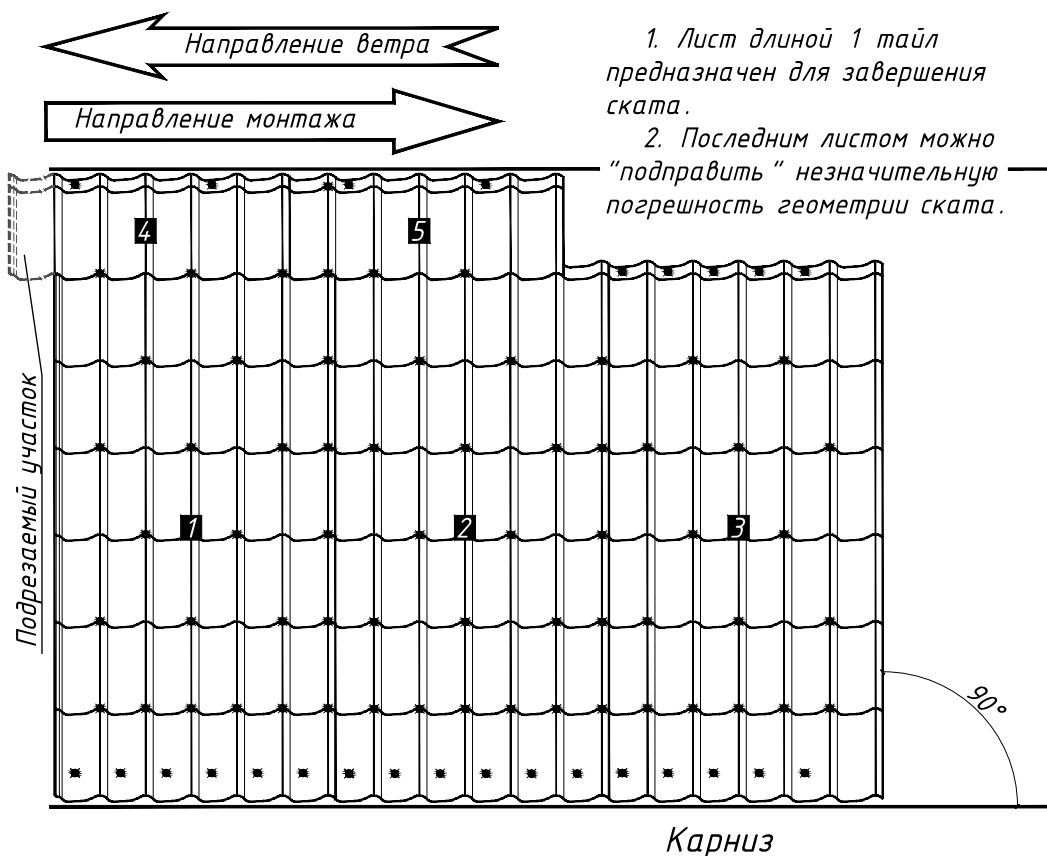 Направление ветра
Направление монтажа
1. Лист длиной 1 тайл
предназначен для завершения
ската.
2. Последним листом можно
"подправить" незначительную
погрешность геометрии ската.
4
5
Подрезаемый участок
1
2
3
90°
Карниз